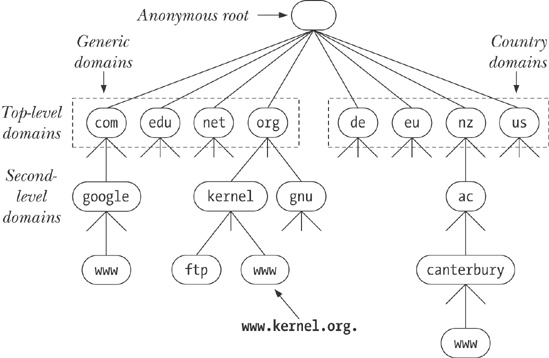 Anonymous root
Generic
domains
Country
domains
Top-level
domains
com edu net org de eu nz us
Second-
level
domains
google kernel gnu ac
www ftp www canterbury
www.kernel.org.
www